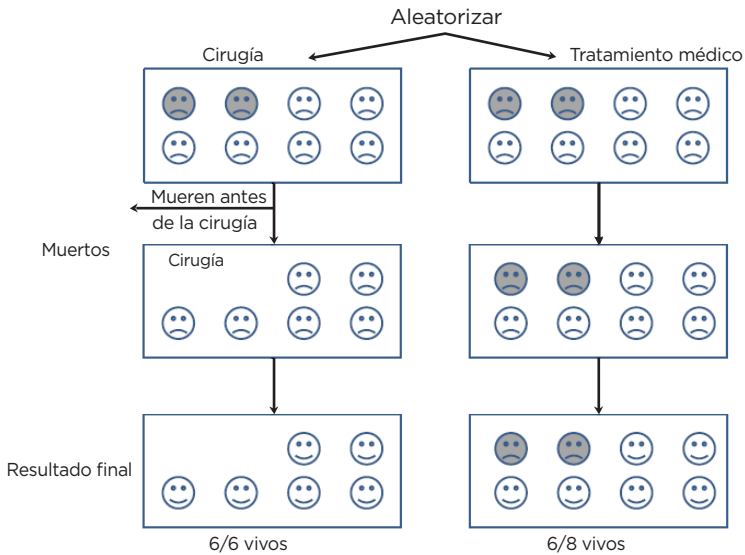 Aleatorizar
Cirugía
Tratamiento médico
Mueren antes
de la cirugía
Muertos
Cirugía
Resultado final
6/6 vivos
6/8 vivos